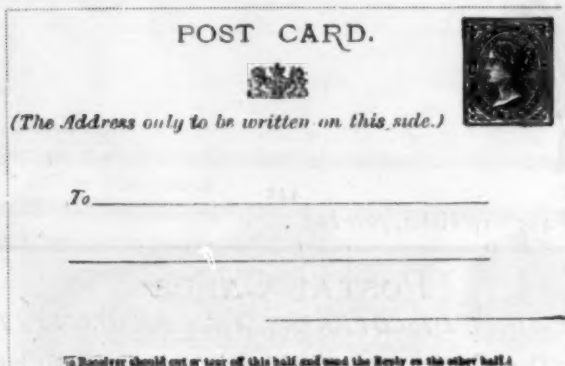 POST CARD.
(The Address only to be written on this side.)
To
Receiver should cut or tear off this half and send the Reply on the other half.